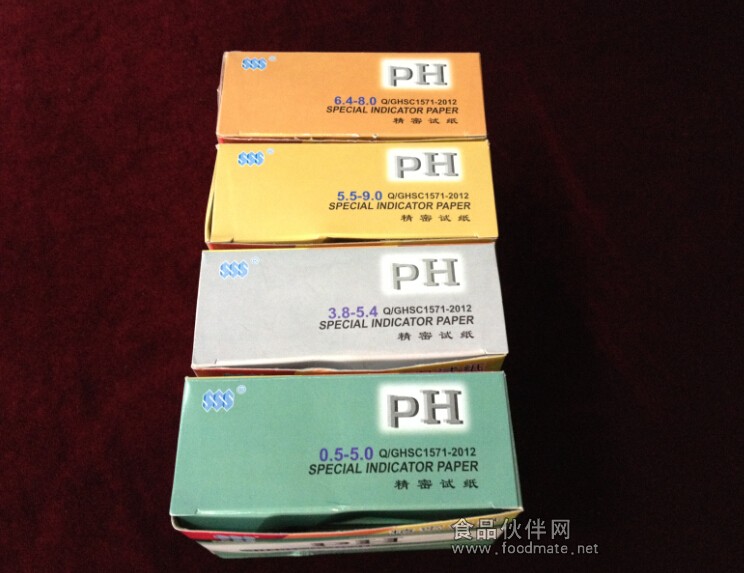 SSS®
pH
6.4-8.0 Q/GHSC1571-2012
SPECIAL INDICATOR PAPER
精密试纸
SSS®
pH
5.5-9.0 Q/GHSC1571-2012
SPECIAL INDICATOR PAPER
精密试纸
SSS®
pH
3.8-5.4 Q/GHSC1571-2012
SPECIAL INDICATOR PAPER
精密试纸
SSS®
pH
0.5-5.0 Q/GHSC1571-2012
SPECIAL INDICATOR PAPER
精密试纸
食品伙伴网
www.foodmate.net